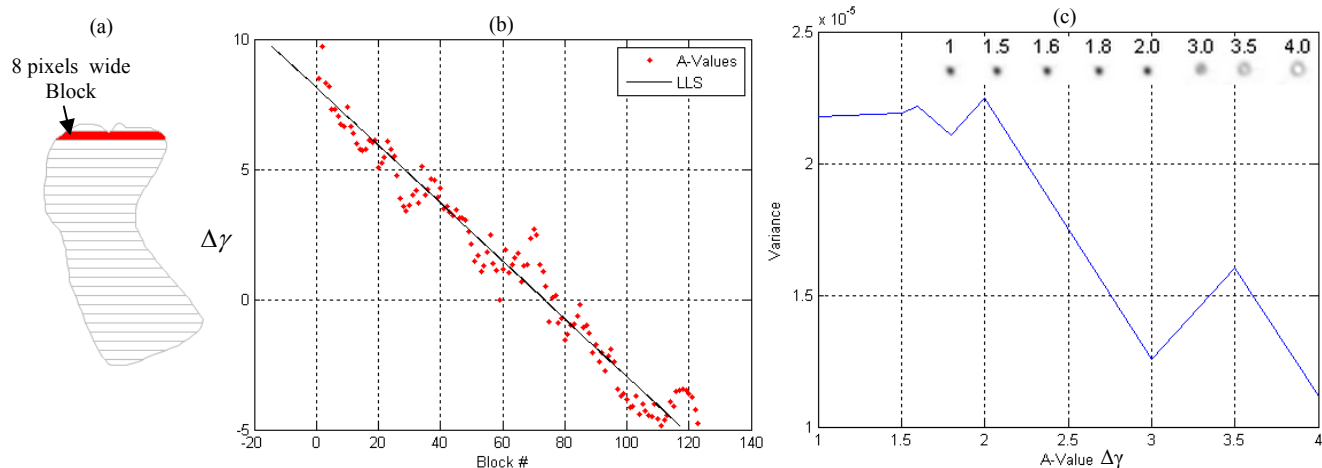 (a)
8 pixels wide
Block
(b)
Δγ
10
5
0
-5
-20 0 20 40 60 80 100 120 140
Block #
A-Values
LLS
(c)
x 10⁻⁵
2.5
2
1.5
1
Variance
1 1.5 1.6 1.8 2.0 3.0 3.5 4.0
1 1.5 2 2.5 3 3.5 4
A-Value Δγ